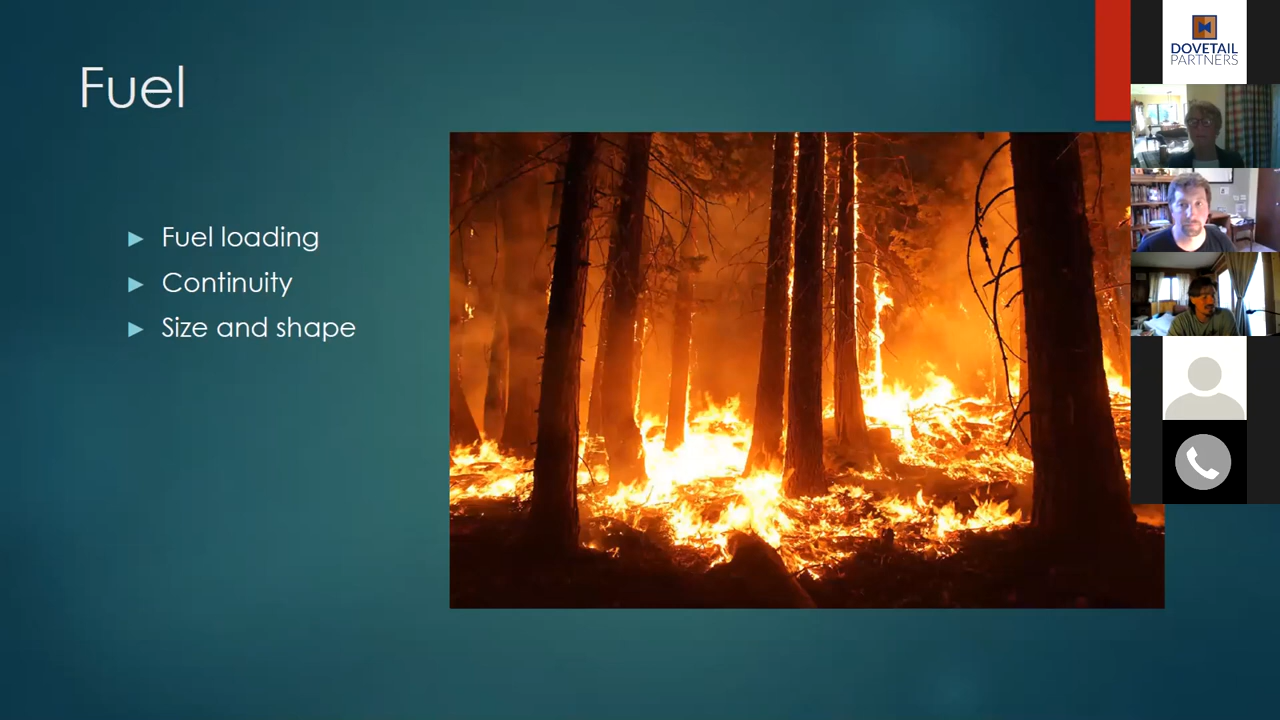 Fuel
Fuel loading
Continuity
Size and shape
DOVETAIL
PARTNERS